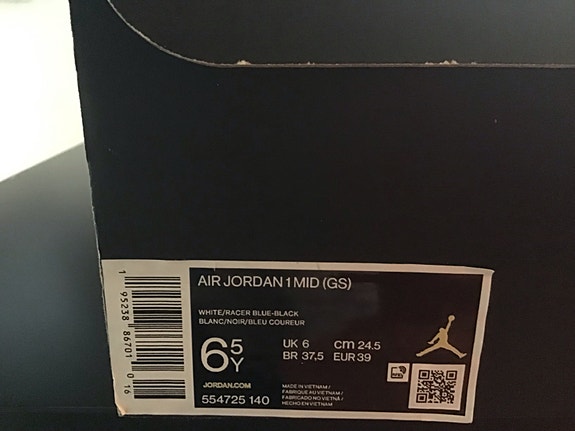 AIR JORDAN 1 MID (GS)
WHITE/RACER BLUE-BLACK
BLANC/NOIR/BLEU COUREUR
6 5 Y
UK 6 cm 24.5
BR 37,5 EUR 39
JORDAN.COM
554725 140
MADE IN VIETNAM /
FABRIQUE AU VIETNAM /
FABRICADO NO VIETNÃ /
HECHO EN VIETNAM
1 95238 86701 0 16